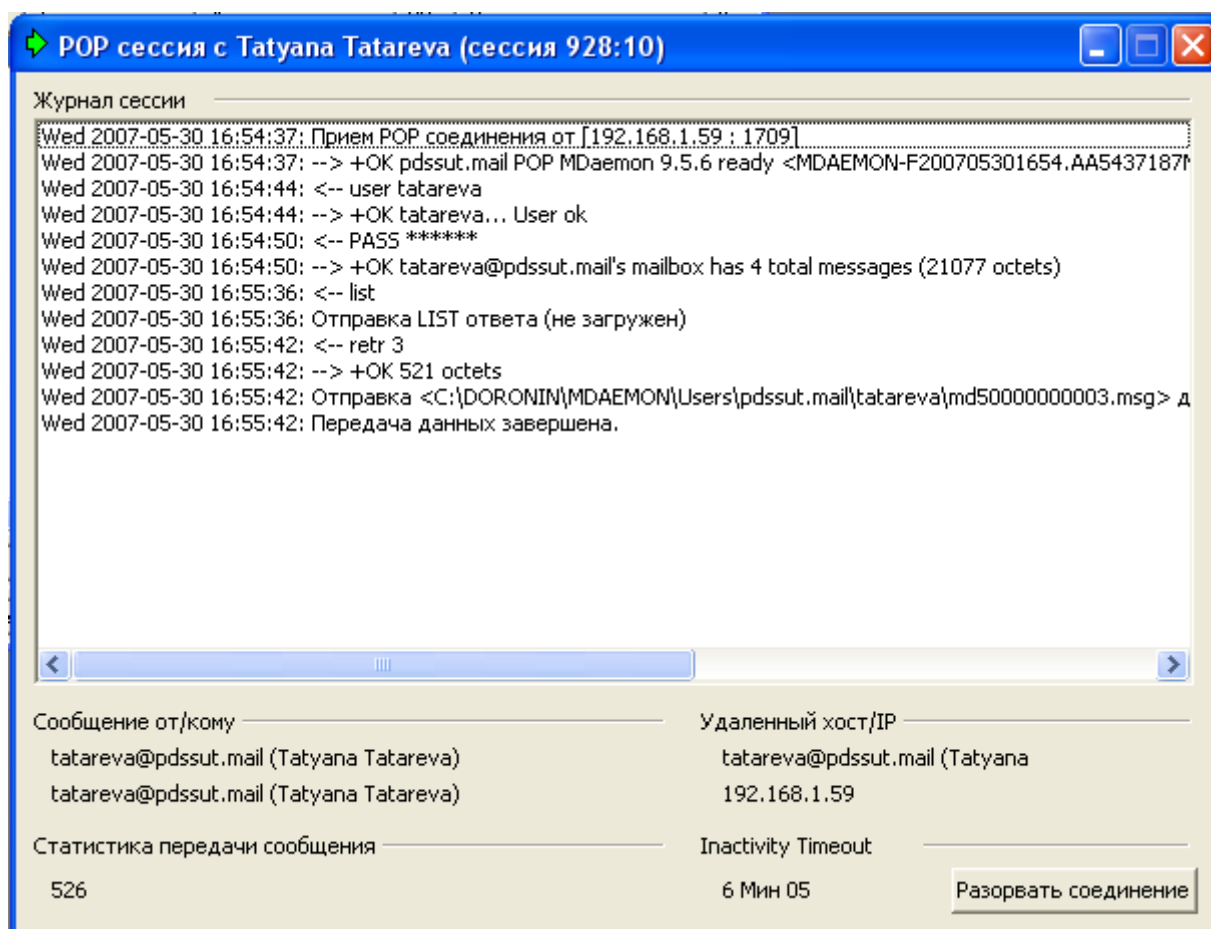 POP сессия с Tatyana Tatareva (сессия 928:10)
Журнал сессии
Wed 2007-05-30 16:54:37: Прием POP соединения от [192.168.1.59 : 1709]
Wed 2007-05-30 16:54:37: --> +OK pdssut.mail POP MDaemon 9.5.6 ready <MDAEMON-F200705301654.AA5437187M
Wed 2007-05-30 16:54:44: <-- user tatareva
Wed 2007-05-30 16:54:44: --> +OK tatareva... User ok
Wed 2007-05-30 16:54:50: <-- PASS ******
Wed 2007-05-30 16:54:50: --> +OK tatareva@pdssut.mail's mailbox has 4 total messages (21077 octets)
Wed 2007-05-30 16:55:36: <-- list
Wed 2007-05-30 16:55:36: Отправка LIST ответа (не загружен)
Wed 2007-05-30 16:55:42: <-- retr 3
Wed 2007-05-30 16:55:42: --> +OK 521 octets
Wed 2007-05-30 16:55:42: Отправка <C:\DORONIN\MDAEMON\Users\pdssut.mail\tatareva\md50000000003.msg> д
Wed 2007-05-30 16:55:42: Передача данных завершена.
Сообщение от/кому
tatareva@pdssut.mail (Tatyana Tatareva)
tatareva@pdssut.mail (Tatyana Tatareva)
Удаленный хост/IP
tatareva@pdssut.mail (Tatyana
192.168.1.59
Статистика передачи сообщения
526
Inactivity Timeout
6 Мин 05
Разорвать соединение